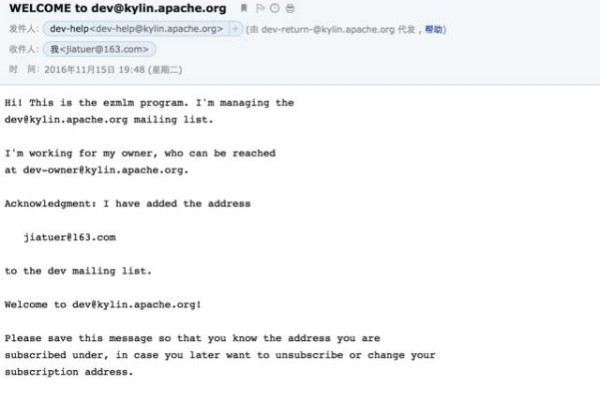 WELCOME to dev@kylin.apache.org
发件人： dev-help<dev-help@kylin.apache.org> + (由 dev-return-@kylin.apache.org 代发，帮助)
收件人： 我<jiatuer@163.com>
时 间： 2016年11月15日 19:48 (星期二)
Hi! This is the ezmlm program. I'm managing the
dev@kylin.apache.org mailing list.
I'm working for my owner, who can be reached
at dev-owner@kylin.apache.org.
Acknowledgment: I have added the address
jiatuer@163.com
to the dev mailing list.
Welcome to dev@kylin.apache.org!
Please save this message so that you know the address you are
subscribed under, in case you later want to unsubscribe or change your
subscription address.